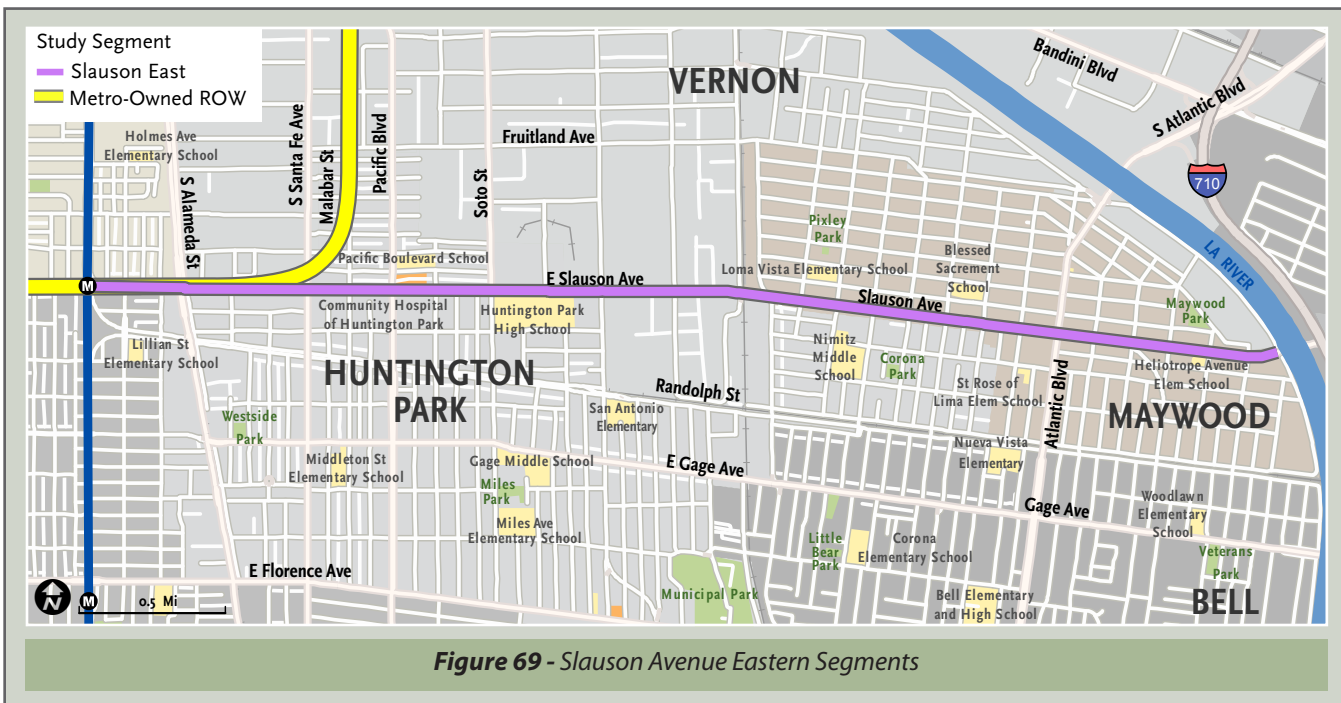 Study Segment
Slauson East
Metro-Owned ROW
VERNON
Bandini Blvd
S Atlantic Blvd
710
Holmes Ave
Elementary School
S Alameda St
S Santa Fe Ave
Malabar St
Pacific Blvd
Soto St
Fruitland Ave
Pixley
Park
Blessed
Sacrement
School
LA RIVER
Pacific Boulevard School
E Slauson Ave
Loma Vista Elementary School
Slauson Ave
Maywood
Park
M
Community Hospital
of Huntington Park
Huntington Park
High School
Lillian St
Elementary School
Nimitz
Middle
School
Corona
Park
Heliotrope Avenue
Elem School
HUNTINGTON
PARK
Randolph St
St Rose of
Lima Elem School
Atlantic Blvd
MAYWOOD
Westside
Park
San Antonio
Elementary
Middleton St
Elementary School
Gage Middle School
E Gage Ave
Nueva Vista
Elementary
Miles
Park
Miles Ave
Elementary School
Gage Ave
Woodlawn
Elementary
School
Little
Bear
Park
Corona
Elementary School
Veterans
Park
E Florence Ave
Municipal Park
Bell Elementary
and High School
BELL
N
M
0.5 Mi
Figure 69 - Slauson Avenue Eastern Segments